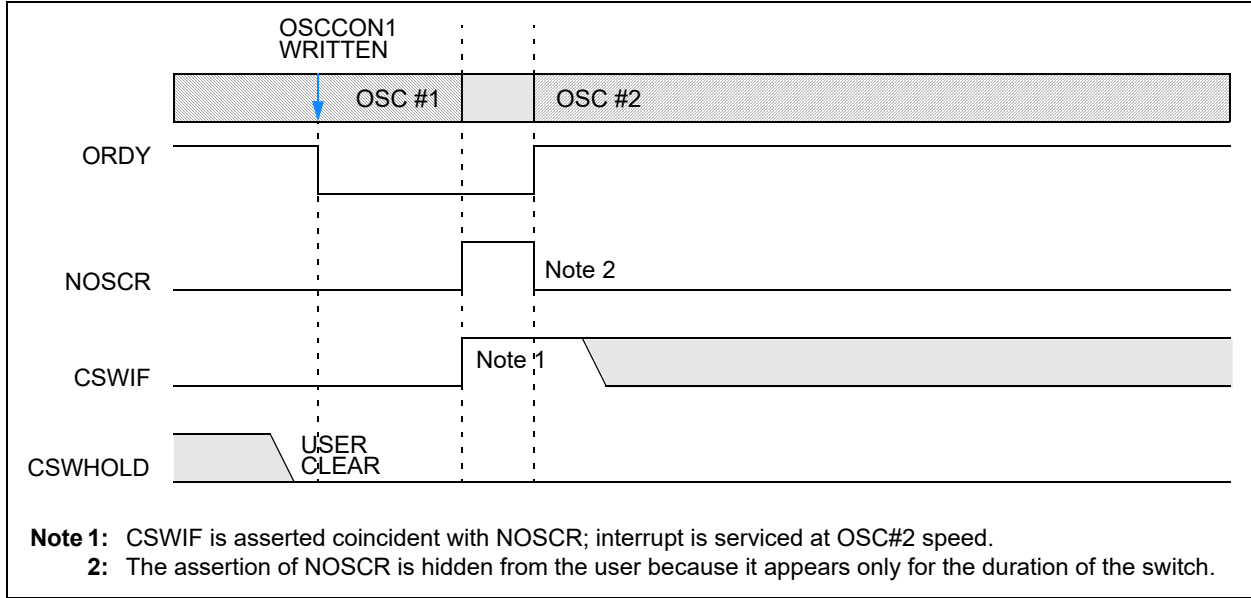 OSCCON1
WRITTEN
OSC #1
OSC #2
ORDY
NOSCR
Note 2
CSWIF
Note 1
CSWHOLD
USER
CLEAR
Note 1: CSWIF is asserted coincident with NOSCR; interrupt is serviced at OSC#2 speed.
2: The assertion of NOSCR is hidden from the user because it appears only for the duration of the switch.